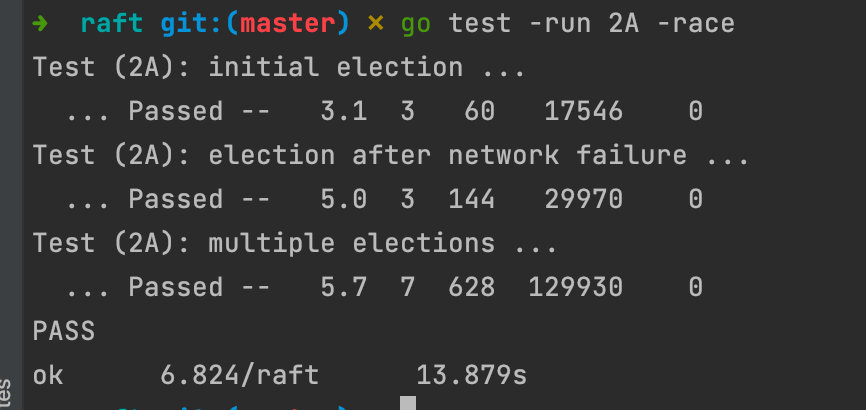 ➜  raft git:(master) ✗ go test -run 2A -race
Test (2A): initial election ...
  ... Passed --   3.1  3   60   17546    0
Test (2A): election after network failure ...
  ... Passed --   5.0  3  144   29970    0
Test (2A): multiple elections ...
  ... Passed --   5.7  7  628  129930    0
PASS
ok      6.824/raft      13.879s